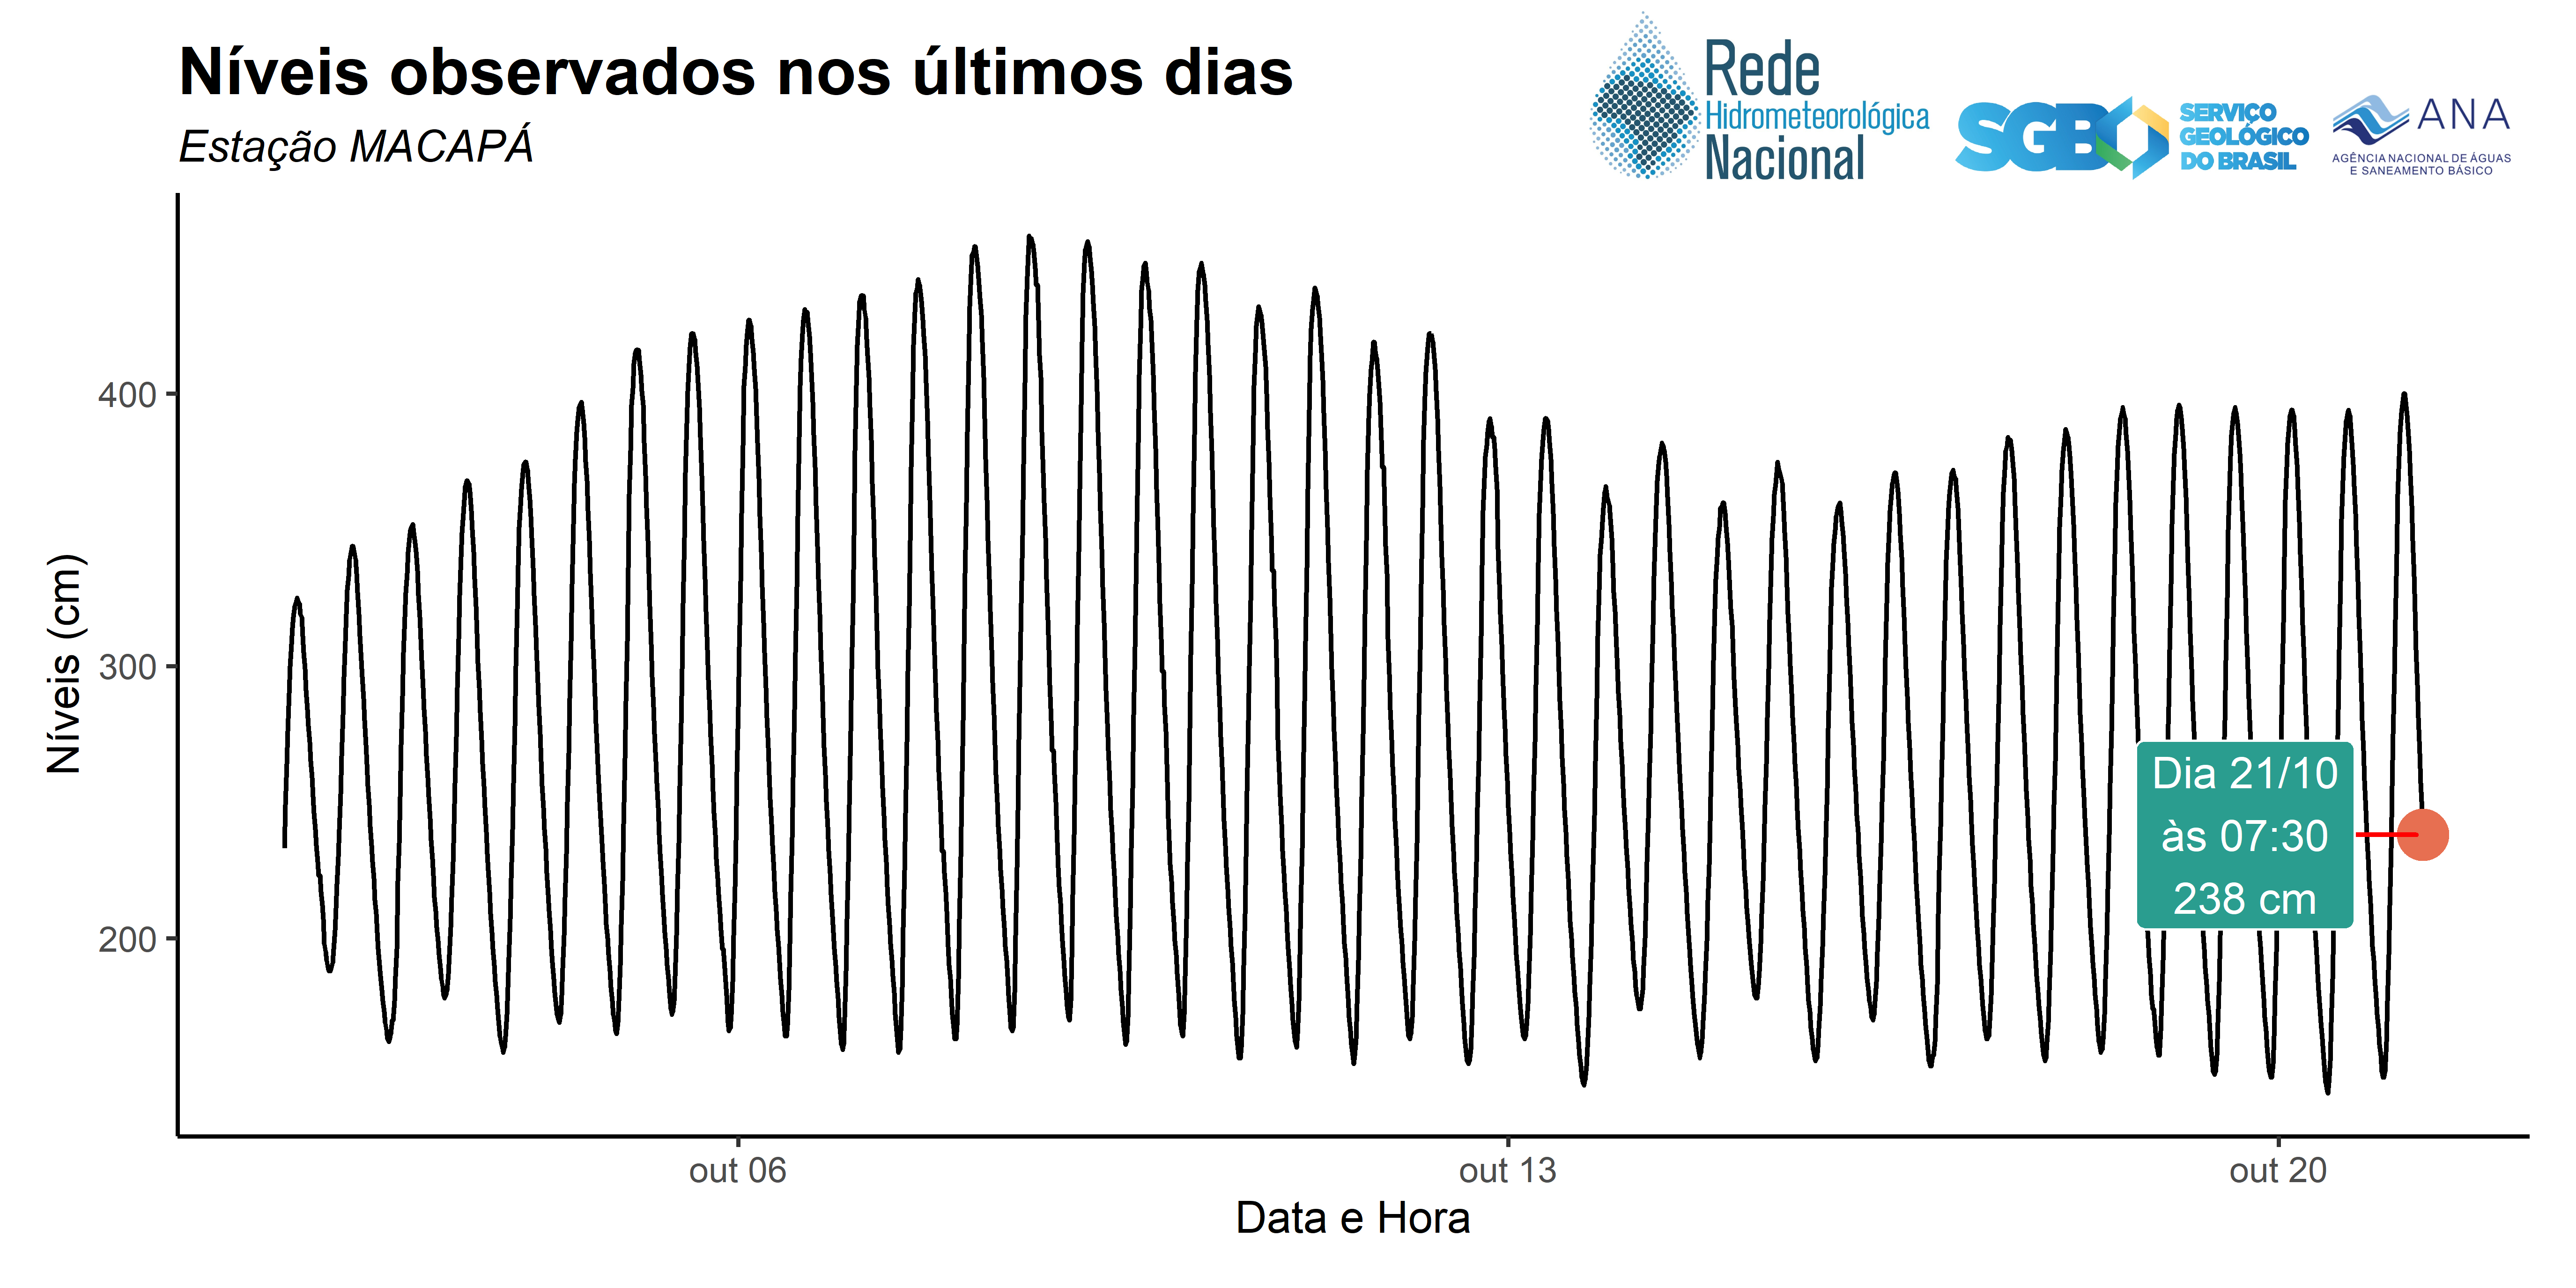 Níveis observados nos últimos dias
Estação MACAPÁ
Rede
Hidrometeorológica
Nacional
SGB
SERVIÇO
GEOLÓGICO
DO BRASIL
ANA
AGÊNCIA NACIONAL DE ÁGUAS
E SANEAMENTO BÁSICO
Níveis (cm)
400
300
200
Dia 21/10
às 07:30
238 cm
out 06
out 13
out 20
Data e Hora